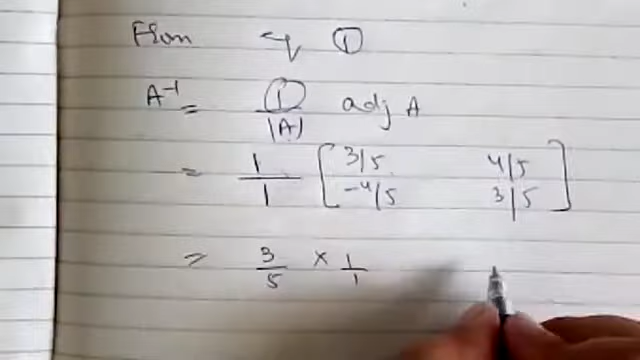 From eq ①
A⁻¹ = ①/|A| adj A
= 1/1 [3/5 4/5
-4/5 3/5]
= 3/5 × 1/1